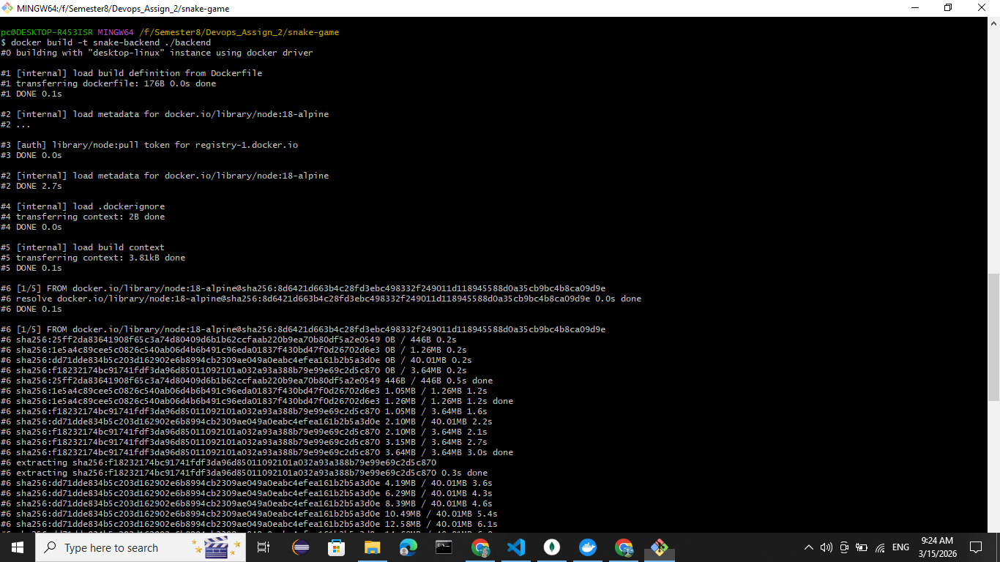 MINGW64:/f/Semester8/Devops_Assign_2/snake-game
pc@DESKTOP-R453ISR MINGW64 /f/Semester8/Devops_Assign_2/snake-game
$ docker build -t snake-backend ./backend
#0 building with "desktop-linux" instance using docker driver
#1 [internal] load build definition from Dockerfile
#1 transferring dockerfile: 176B 0.0s done
#1 DONE 0.1s
#2 [internal] load metadata for docker.io/library/node:18-alpine
#2 ...
#3 [auth] library/node:pull token for registry-1.docker.io
#3 DONE 0.0s
#2 [internal] load metadata for docker.io/library/node:18-alpine
#2 DONE 2.7s
#4 [internal] load .dockerignore
#4 transferring context: 2B done
#4 DONE 0.0s
#5 [internal] load build context
#5 transferring context: 3.81kB done
#5 DONE 0.1s
#6 [1/5] FROM docker.io/library/node:18-alpine@sha256:8d6421d663b4c28fd3ebc498332f249011d118945588d0a35cb9bc4b8ca09d9e
#6 resolve docker.io/library/node:18-alpine@sha256:8d6421d663b4c28fd3ebc498332f249011d118945588d0a35cb9bc4b8ca09d9e 0.0s done
#6 DONE 0.1s
#6 [1/5] FROM docker.io/library/node:18-alpine@sha256:8d6421d663b4c28fd3ebc498332f249011d118945588d0a35cb9bc4b8ca09d9e
#6 sha256:25ff2da83641908f65c3a74d80409d6b1b62ccfaab220b9ea70b80df5a2e0549 0B / 446B 0.2s
#6 sha256:1e5a4c89cee5c0826c540ab06d4b6b491c96eda01837f430bd47f0d26702d6e3 0B / 1.26MB 0.2s
#6 sha256:dd71dde834b5c203d162902e6b8994cb2309ae049a0eabc4efea161b2b5a3d0e 0B / 40.01MB 0.2s
#6 sha256:f18232174bc91741fdf3da96d85011092101a032a93a388b79e99e69c2d5c870 0B / 3.64MB 0.2s
#6 sha256:25ff2da83641908f65c3a74d80409d6b1b62ccfaab220b9ea70b80df5a2e0549 446B / 446B 0.5s done
#6 sha256:1e5a4c89cee5c0826c540ab06d4b6b491c96eda01837f430bd47f0d26702d6e3 1.05MB / 1.26MB 1.2s
#6 sha256:1e5a4c89cee5c0826c540ab06d4b6b491c96eda01837f430bd47f0d26702d6e3 1.26MB / 1.26MB 1.2s done
#6 sha256:f18232174bc91741fdf3da96d85011092101a032a93a388b79e99e69c2d5c870 1.05MB / 3.64MB 1.6s
#6 sha256:dd71dde834b5c203d162902e6b8994cb2309ae049a0eabc4efea161b2b5a3d0e 2.10MB / 40.01MB 2.2s
#6 sha256:f18232174bc91741fdf3da96d85011092101a032a93a388b79e99e69c2d5c870 2.10MB / 3.64MB 2.1s
#6 sha256:f18232174bc91741fdf3da96d85011092101a032a93a388b79e99e69c2d5c870 3.15MB / 3.64MB 2.7s
#6 sha256:f18232174bc91741fdf3da96d85011092101a032a93a388b79e99e69c2d5c870 3.64MB / 3.64MB 3.0s done
#6 extracting sha256:f18232174bc91741fdf3da96d85011092101a032a93a388b79e99e69c2d5c870
#6 extracting sha256:f18232174bc91741fdf3da96d85011092101a032a93a388b79e99e69c2d5c870 0.3s done
#6 sha256:dd71dde834b5c203d162902e6b8994cb2309ae049a0eabc4efea161b2b5a3d0e 4.19MB / 40.01MB 3.6s
#6 sha256:dd71dde834b5c203d162902e6b8994cb2309ae049a0eabc4efea161b2b5a3d0e 6.29MB / 40.01MB 4.3s
#6 sha256:dd71dde834b5c203d162902e6b8994cb2309ae049a0eabc4efea161b2b5a3d0e 8.39MB / 40.01MB 4.6s
#6 sha256:dd71dde834b5c203d162902e6b8994cb2309ae049a0eabc4efea161b2b5a3d0e 10.49MB / 40.01MB 5.4s
#6 sha256:dd71dde834b5c203d162902e6b8994cb2309ae049a0eabc4efea161b2b5a3d0e 12.58MB / 40.01MB 6.1s
Type here to search
ENG
9:24 AM
3/15/2026